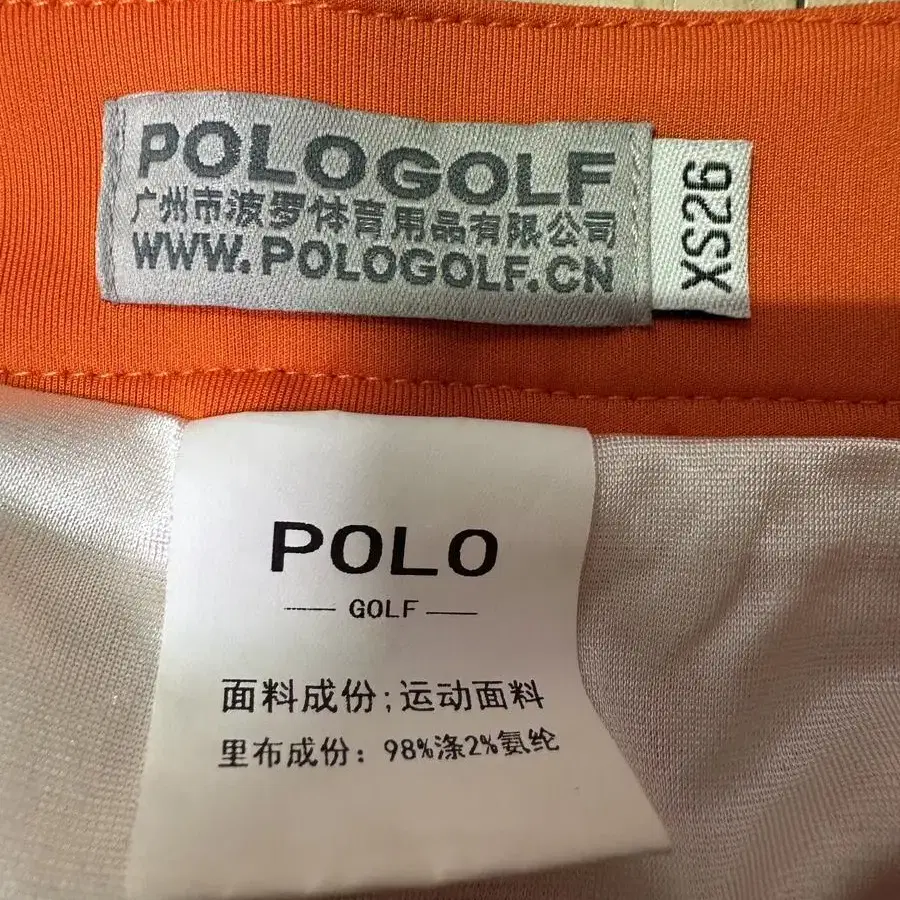 POLOGOLF
广州市波罗体育用品有限公司
WWW.POLOGOLF.CN
XS26
POLO
GOLF
面料成份;运动面料
里布成份：98%涤2%氨纶